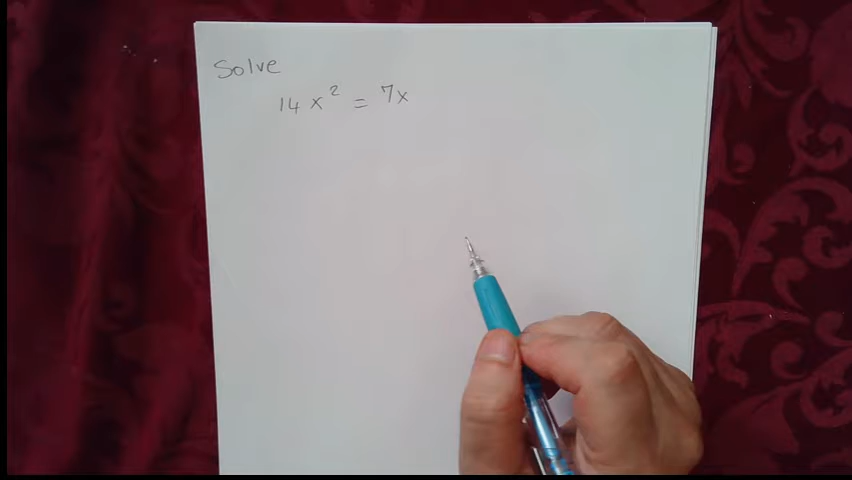 Solve
14x² = 7x